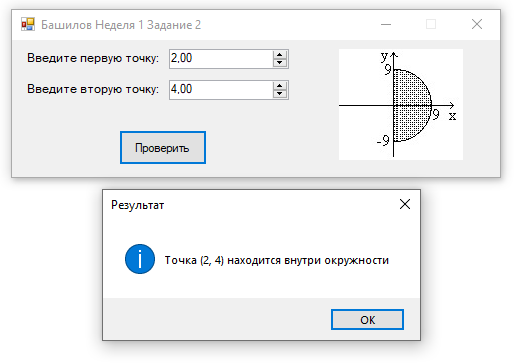 Башилов Неделя 1 Задание 2
Введите первую точку: 2,00
Введите вторую точку: 4,00
Проверить
y
9
9
x
-9
Результат
Точка (2, 4) находится внутри окружности
ОК